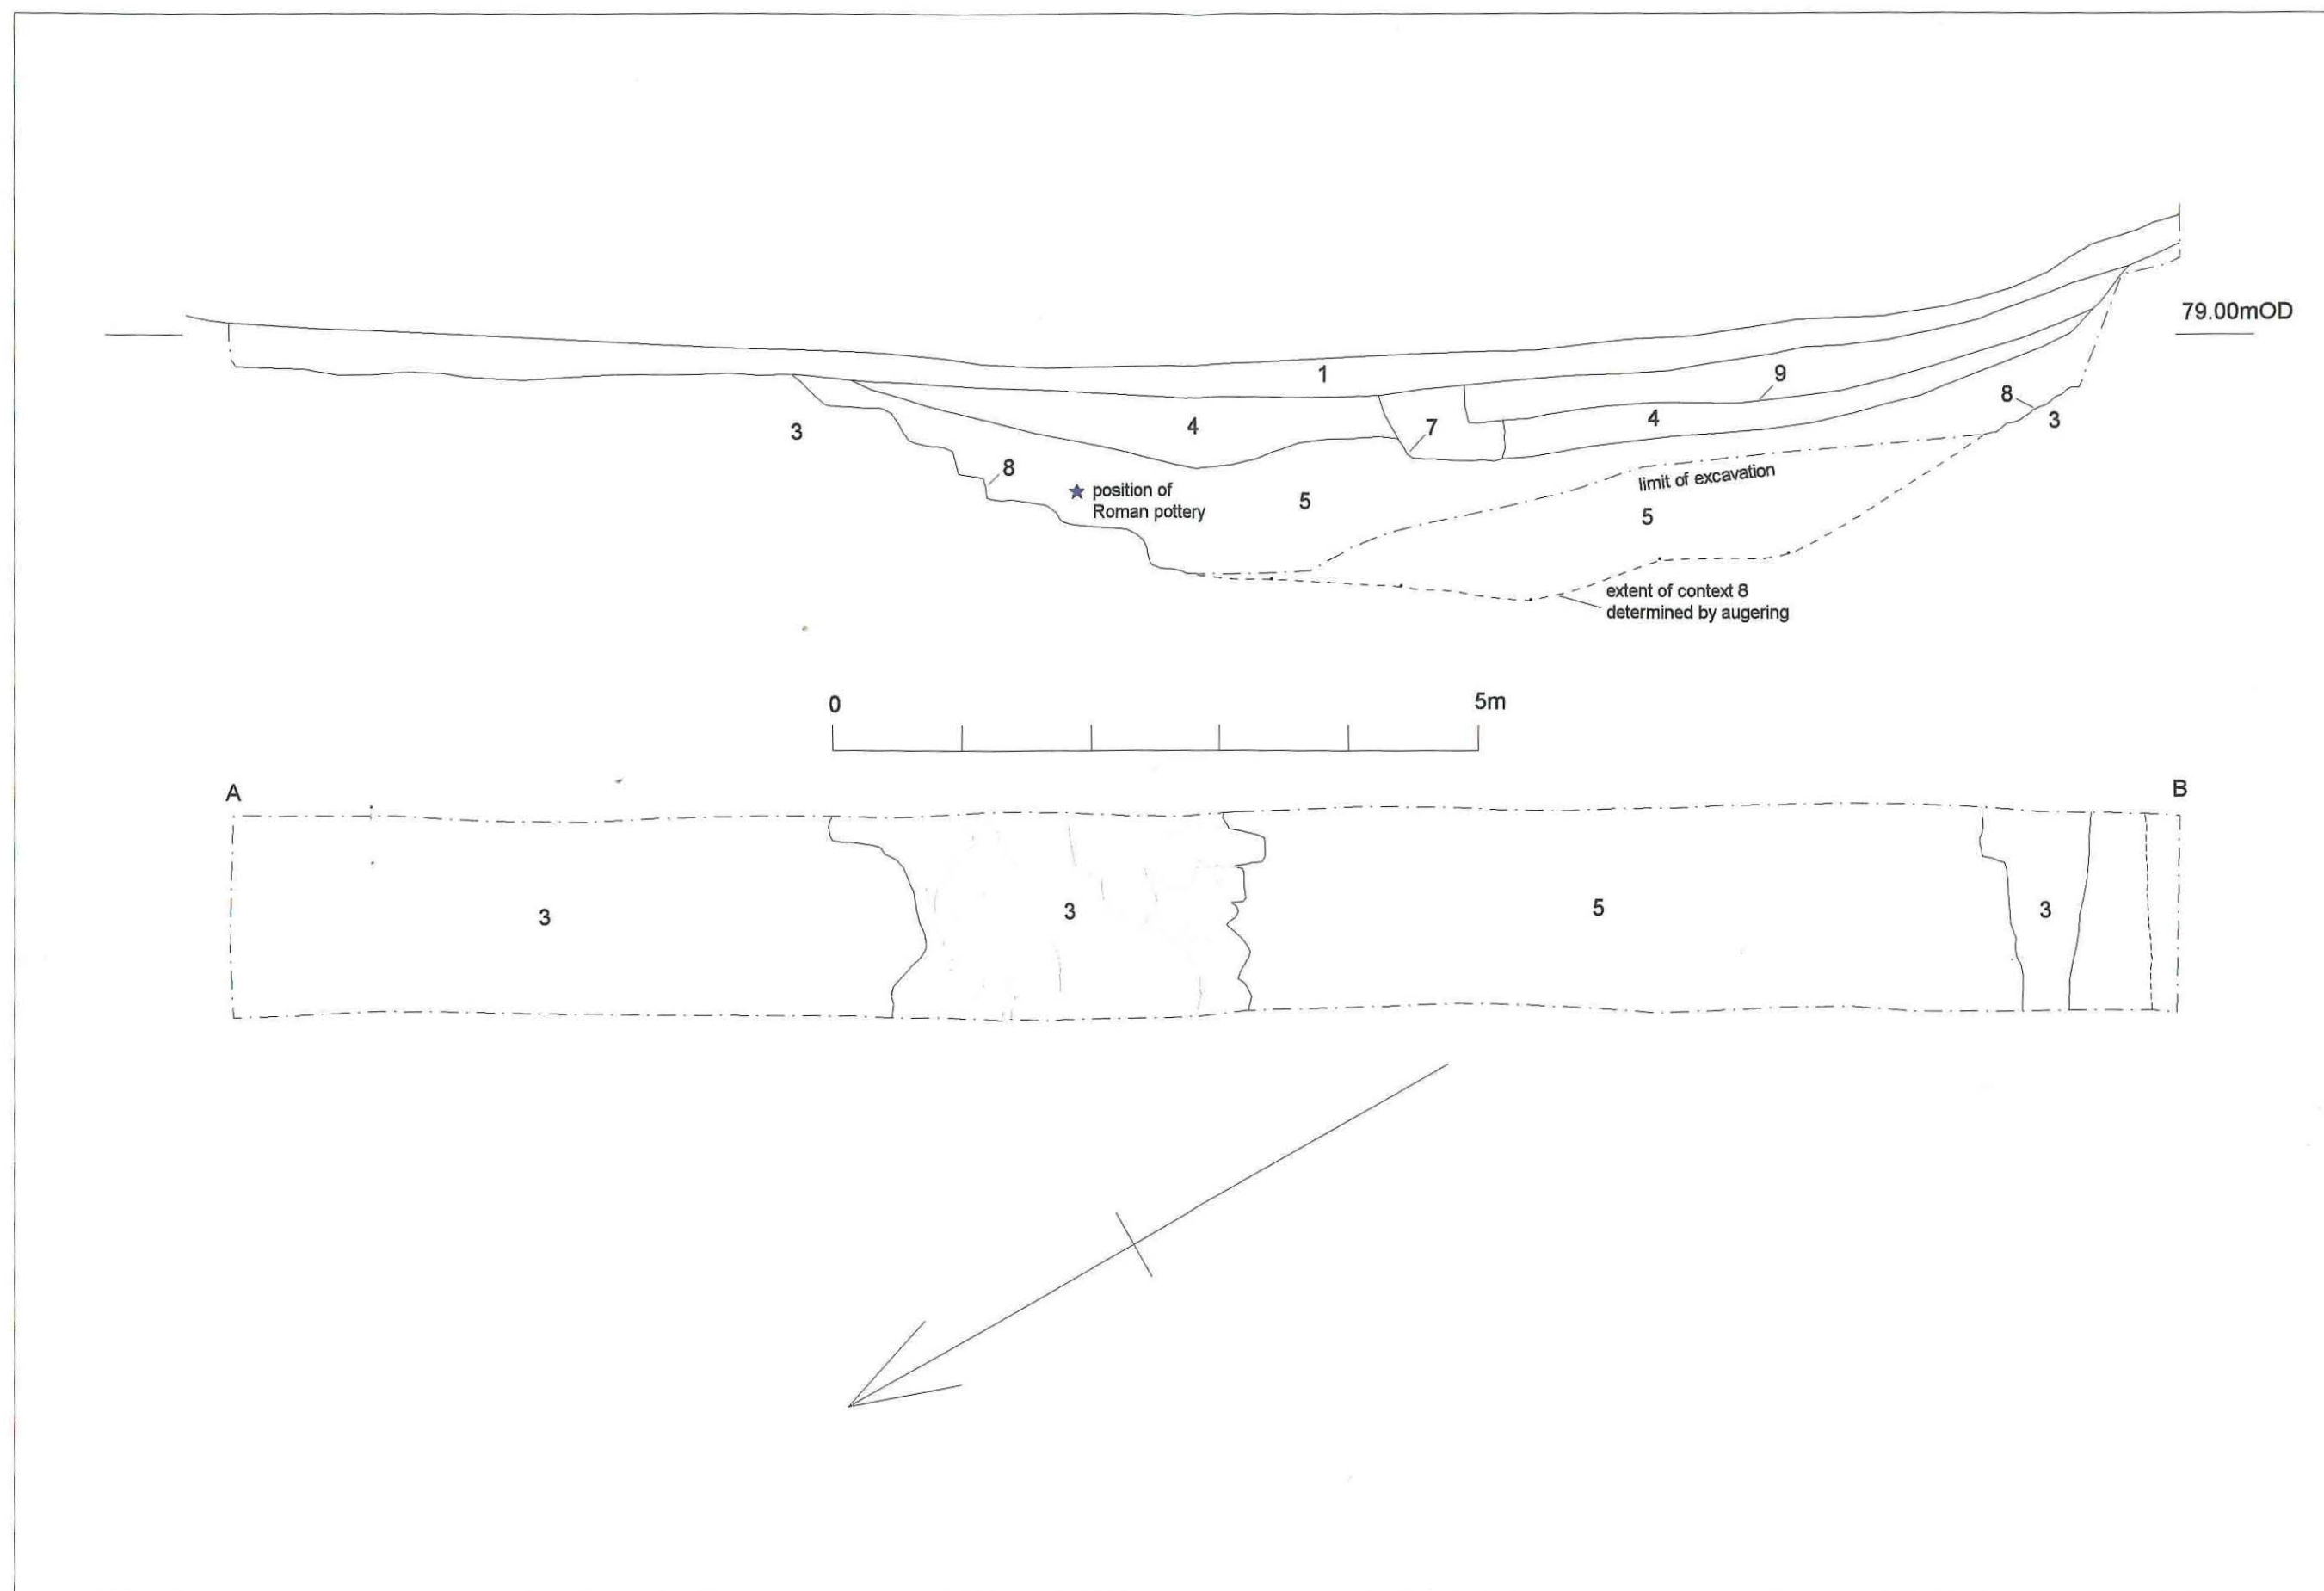 79.00mOD
1
9
8
4
4
7
3
3
8
position of
Roman pottery
5
limit of excavation
5
extent of context 8
determined by augering
0
5m
A
B
3
3
5
3